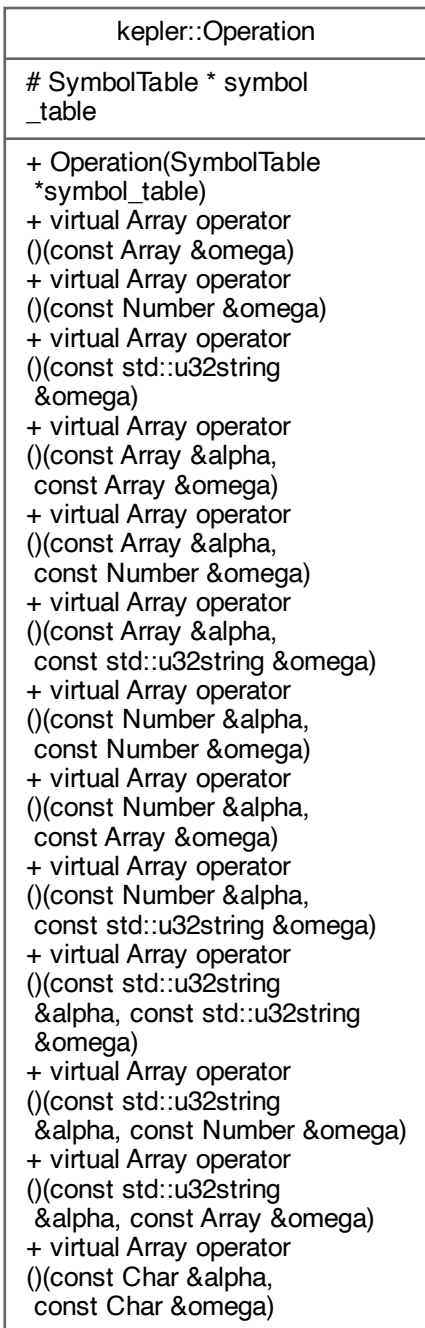 kepler::Operation
# SymbolTable * symbol
_table
+ Operation(SymbolTable
*symbol_table)
+ virtual Array operator
()(const Array &omega)
+ virtual Array operator
()(const Number &omega)
+ virtual Array operator
()(const std::u32string
&omega)
+ virtual Array operator
()(const Array &alpha,
const Array &omega)
+ virtual Array operator
()(const Array &alpha,
const Number &omega)
+ virtual Array operator
()(const Array &alpha,
const std::u32string &omega)
+ virtual Array operator
()(const Number &alpha,
const Number &omega)
+ virtual Array operator
()(const Number &alpha,
const Array &omega)
+ virtual Array operator
()(const Number &alpha,
const std::u32string &omega)
+ virtual Array operator
()(const std::u32string
&alpha, const std::u32string
&omega)
+ virtual Array operator
()(const std::u32string
&alpha, const Number &omega)
+ virtual Array operator
()(const std::u32string
&alpha, const Array &omega)
+ virtual Array operator
()(const Char &alpha,
const Char &omega)